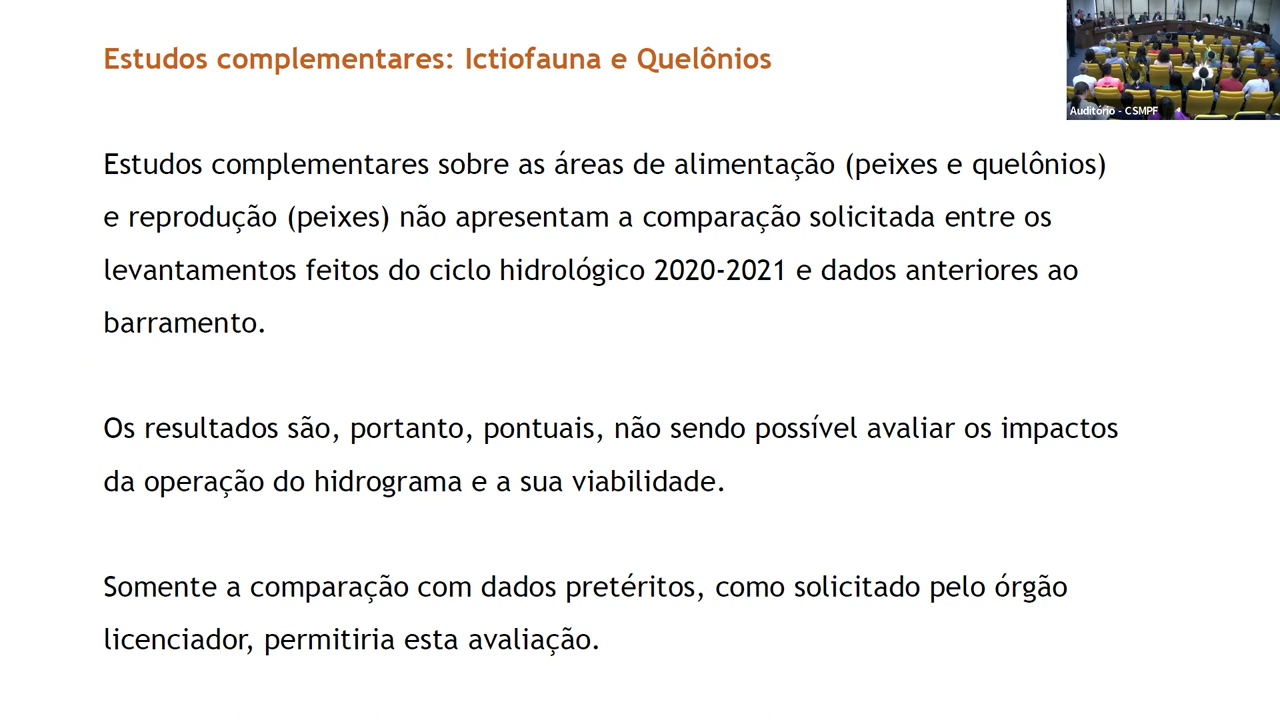 Estudos complementares: Ictiofauna e Quelônios
Auditório - CSMPF
Estudos complementares sobre as áreas de alimentação (peixes e quelônios)
e reprodução (peixes) não apresentam a comparação solicitada entre os
levantamentos feitos do ciclo hidrológico 2020-2021 e dados anteriores ao
barramento.
Os resultados são, portanto, pontuais, não sendo possível avaliar os impactos
da operação do hidrograma e a sua viabilidade.
Somente a comparação com dados pretéritos, como solicitado pelo órgão
licenciador, permitiria esta avaliação.